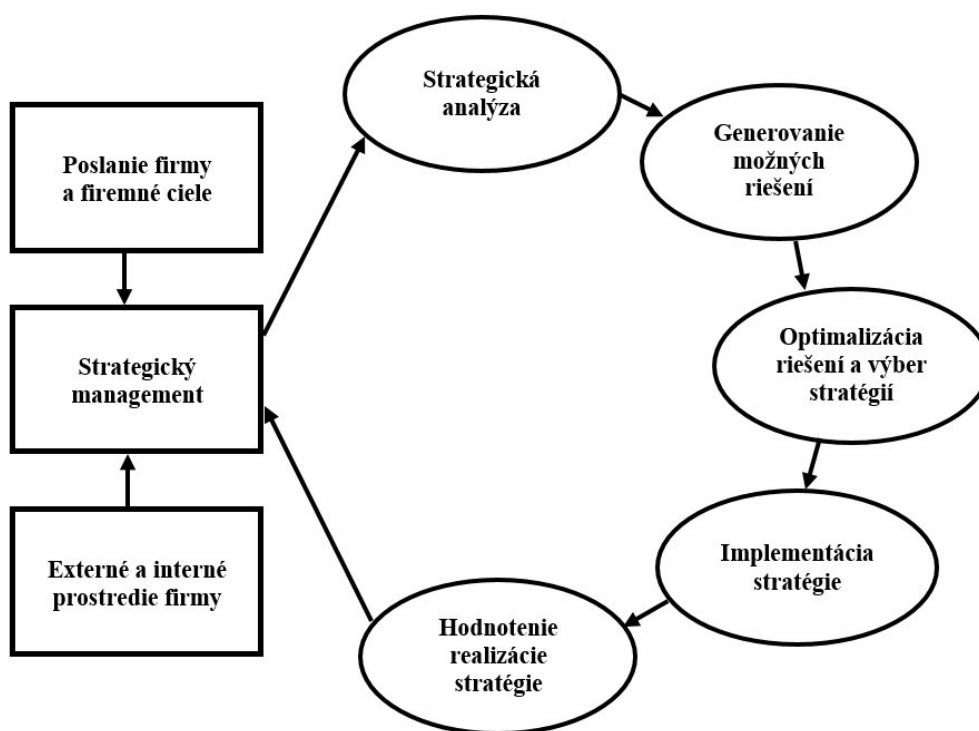 Poslanie firmy
a firemné ciele
Strategický
management
Externé a interné
prostredie firmy
Strategická
analýza
Generovanie
možných
riešení
Optimalizácia
riešení a výber
stratégií
Implementácia
stratégie
Hodnotenie
realizácie
stratégie